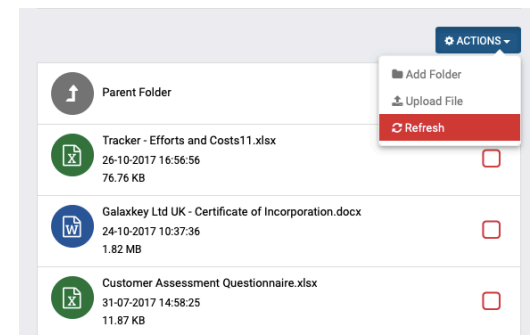 ACTIONS
Add Folder
Upload File
Refresh
Parent Folder
Tracker - Efforts and Costs11.xlsx
26-10-2017 16:56:56
76.76 KB
Galaxkey Ltd UK - Certificate of Incorporation.docx
24-10-2017 10:37:36
1.82 MB
Customer Assessment Questionnaire.xlsx
31-07-2017 14:58:25
11.87 KB